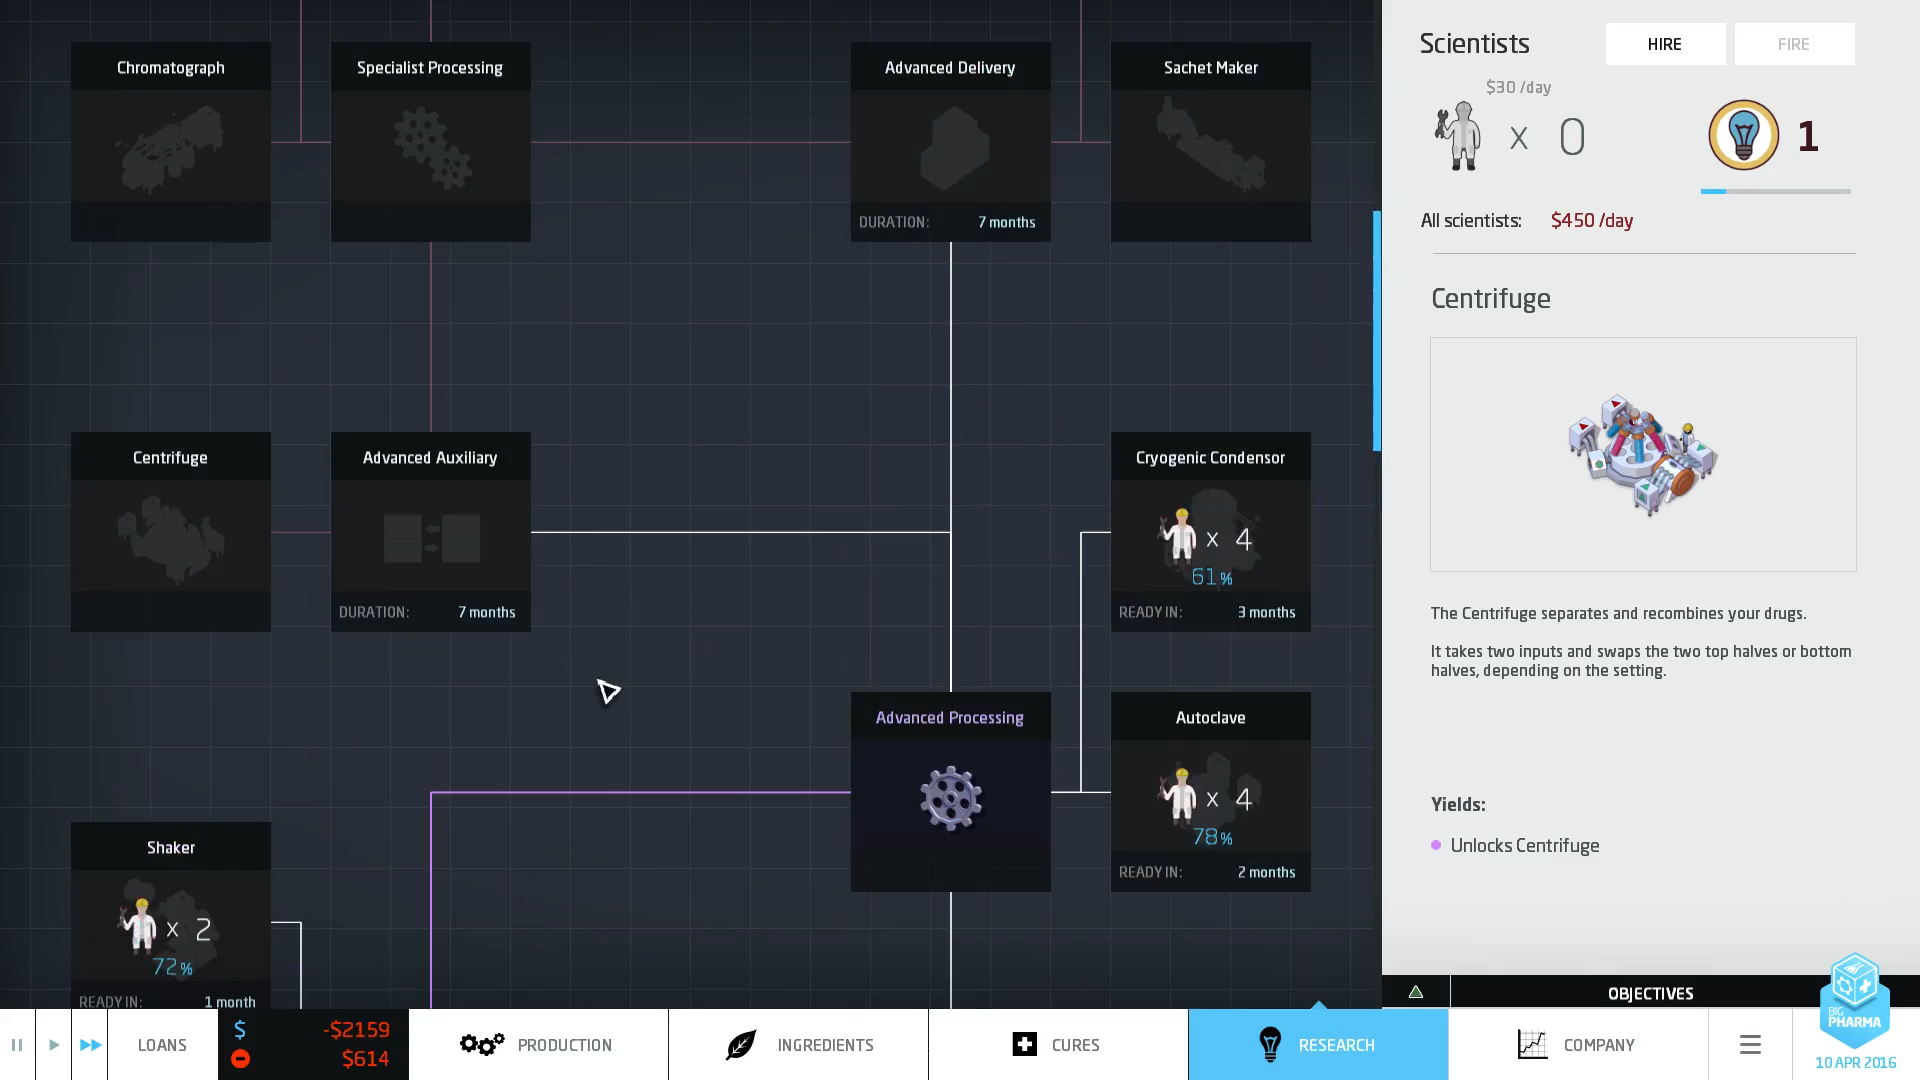 Chromatograph
Specialist Processing
Advanced Delivery
DURATION: 7 months
Sachet Maker
Centrifuge
Advanced Auxiliary
DURATION: 7 months
Cryogenic Condensor
x 4
61%
READY IN: 3 months
Advanced Processing
Autoclave
x 4
78%
READY IN: 2 months
Shaker
x 2
72%
READY IN: 1 month
Scientists
HIRE
FIRE
$30 /day
x 0
1
All scientists: $450 /day
Centrifuge
The Centrifuge separates and recombines your drugs.
It takes two inputs and swaps the two top halves or bottom
halves, depending on the setting.
Yields:
Unlocks Centrifuge
OBJECTIVES
LOANS
$ -$2159
$614
PRODUCTION
INGREDIENTS
CURES
RESEARCH
COMPANY
BIG
PHARMA
10 APR 2016